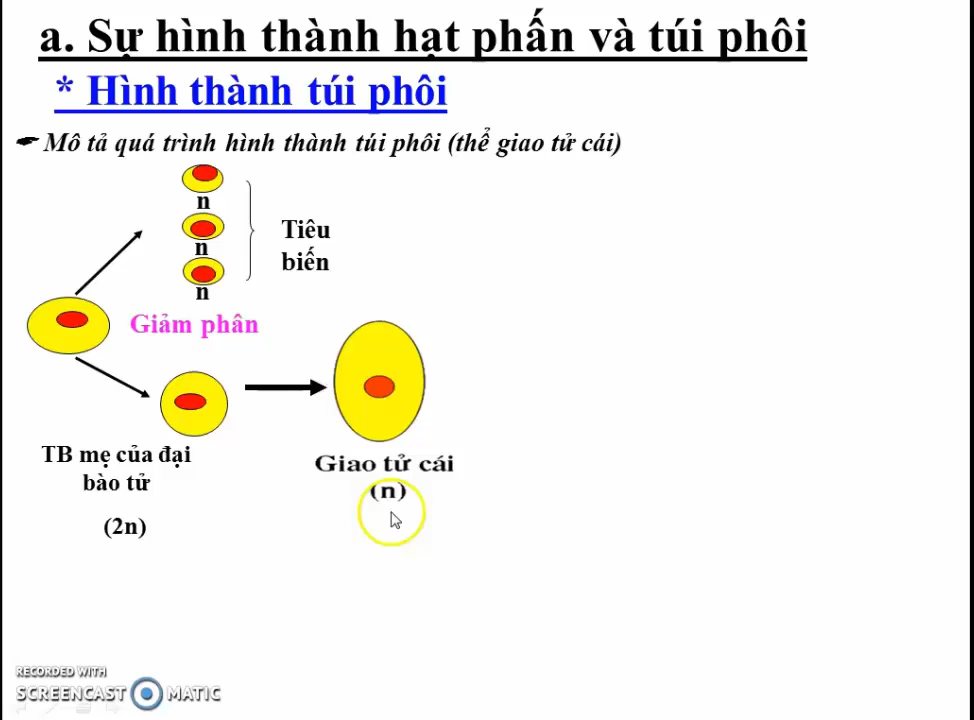 a. Sự hình thành hạt phấn và túi phôi
* Hình thành túi phôi
Mô tả quá trình hình thành túi phôi (thể giao tử cái)
n
n
n
Tiêu
biến
Giảm phân
TB mẹ của đại
bào tử
(2n)
Giao tử cái
(n)
RECORDED WITH
SCREENCAST MATIC